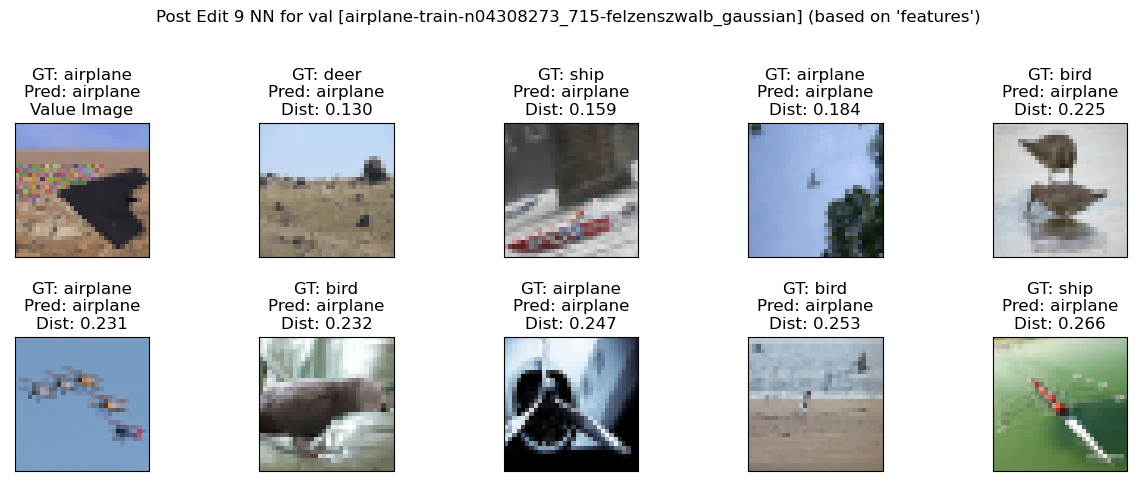 Post Edit 9 NN for val [airplane-train-n04308273_715-felzenszwalb_gaussian] (based on 'features')
GT: airplane
Pred: airplane
Value Image
GT: deer
Pred: airplane
Dist: 0.130
GT: ship
Pred: airplane
Dist: 0.159
GT: airplane
Pred: airplane
Dist: 0.184
GT: bird
Pred: airplane
Dist: 0.225
GT: airplane
Pred: airplane
Dist: 0.231
GT: bird
Pred: airplane
Dist: 0.232
GT: airplane
Pred: airplane
Dist: 0.247
GT: bird
Pred: airplane
Dist: 0.253
GT: ship
Pred: airplane
Dist: 0.266